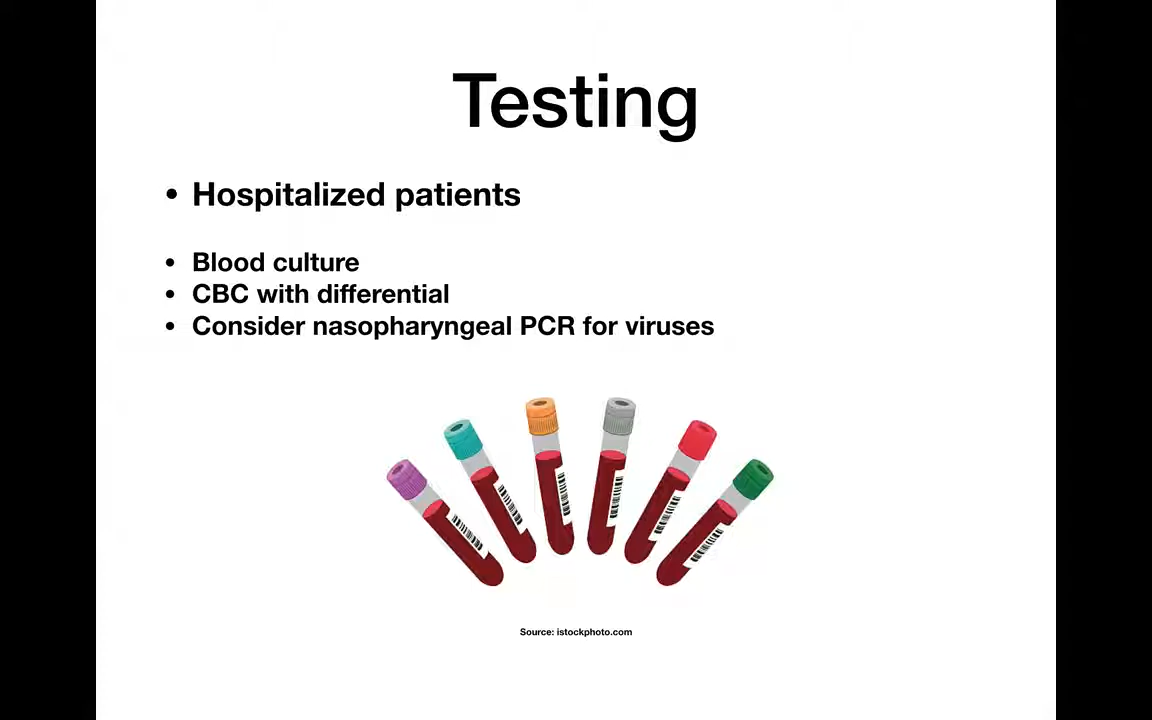 Testing
• Hospitalized patients
• Blood culture
• CBC with differential
• Consider nasopharyngeal PCR for viruses
Source: istockphoto.com